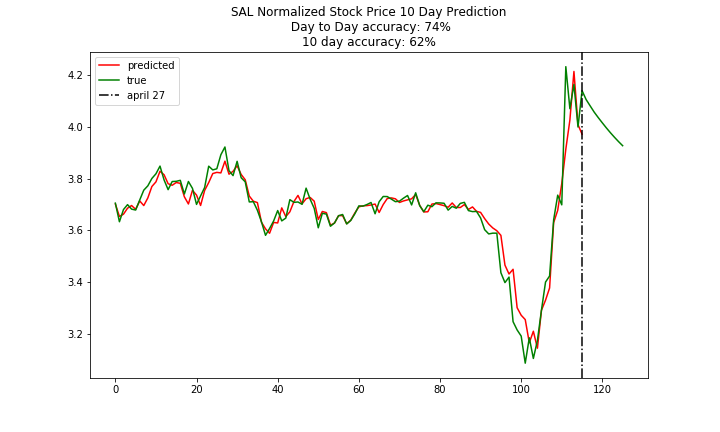 SAL Normalized Stock Price 10 Day Prediction
Day to Day accuracy: 74%
10 day accuracy: 62%
predicted
true
april 27
4.2
4.0
3.8
3.6
3.4
3.2
0 20 40 60 80 100 120